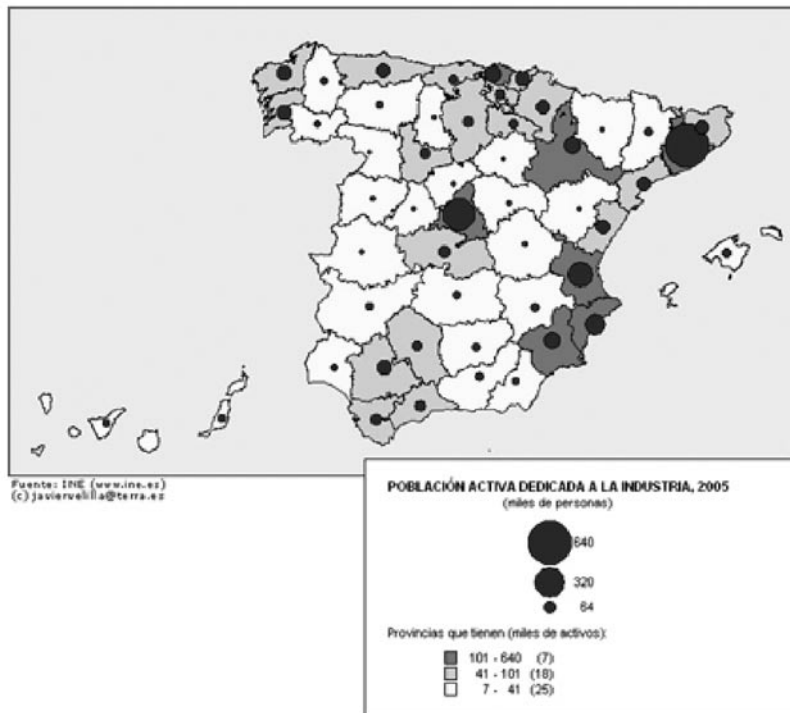 Fuente: INE (www.ine.es)
(c) javiervelilla@terra.es
POBLACIÓN ACTIVA DEDICADA A LA INDUSTRIA, 2005
(miles de personas)
640
320
64
Provincias que tienen (miles de activos):
101 - 640 (7)
41 - 101 (18)
7 - 41 (25)